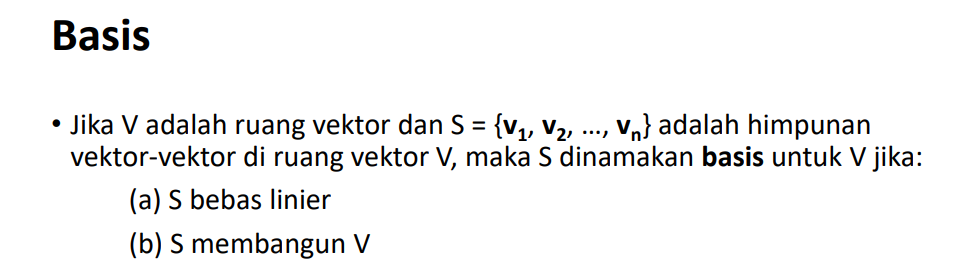 Basis
• Jika V adalah ruang vektor dan S = {v₁, v₂, ..., vₙ} adalah himpunan
vektor-vektor di ruang vektor V, maka S dinamakan basis untuk V jika:
(a) S bebas linier
(b) S membangun V